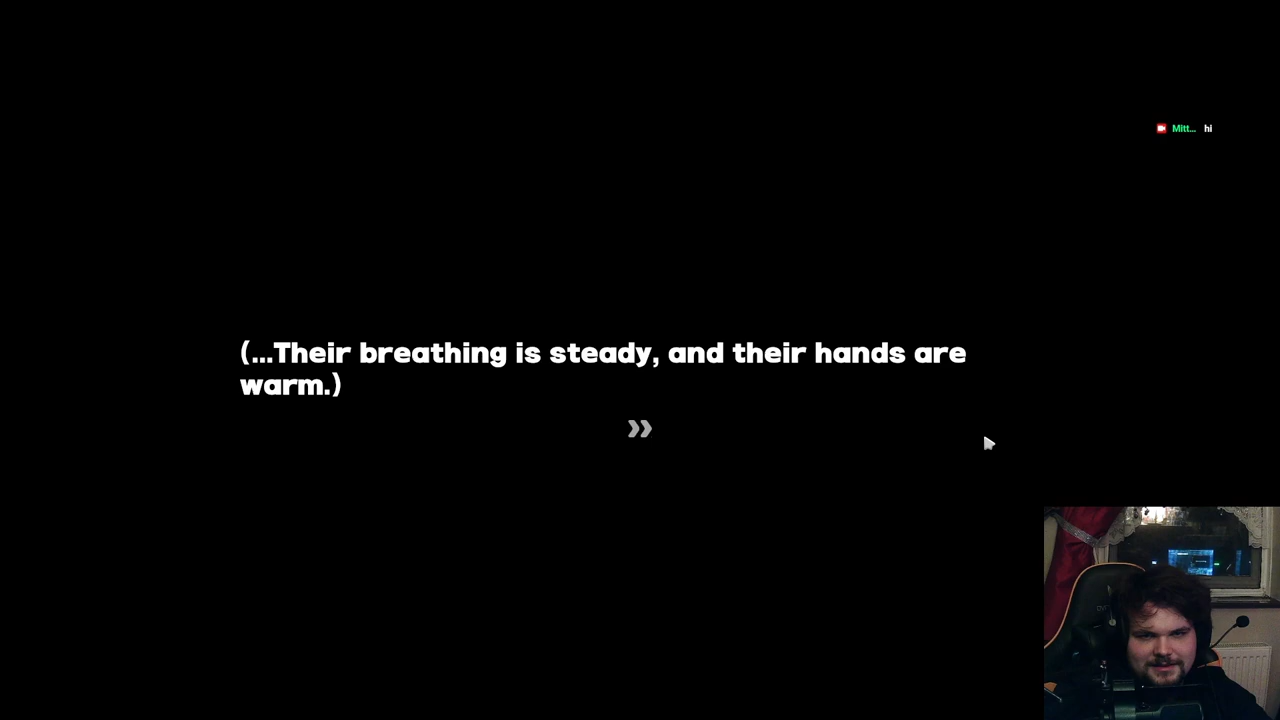 Mitt... hi
(...Their breathing is steady, and their hands are
warm.)